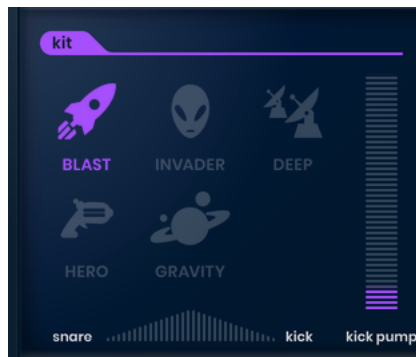 kit
BLAST INVADER DEEP
HERO GRAVITY
snare kick kick pump